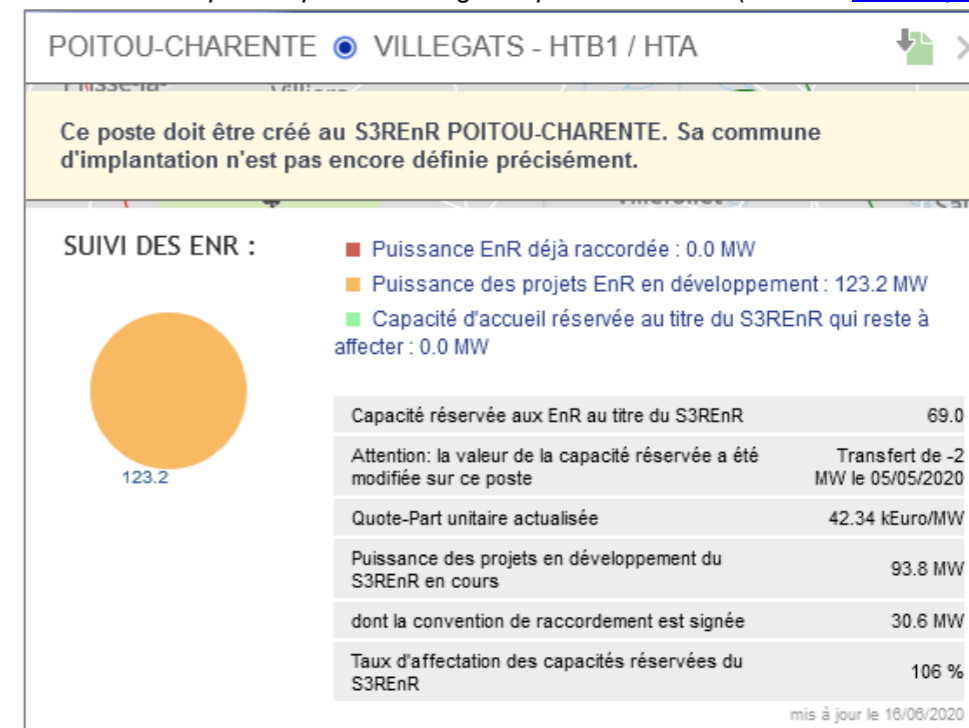 POITOU-CHARENTE VILLEGATS - HTB1 / HTA
Ce poste doit être créé au S3REnR POITOU-CHARENTE. Sa commune
d'implantation n'est pas encore définie précisément.
SUIVI DES ENR :
Puissance EnR déjà raccordée : 0.0 MW
Puissance des projets EnR en développement : 123.2 MW
Capacité d'accueil réservée au titre du S3REnR qui reste à
affecter : 0.0 MW
123.2
Capacité réservée aux EnR au titre du S3REnR 69.0
Attention: la valeur de la capacité réservée a été Transfert de -2
modifiée sur ce poste MW le 05/05/2020
Quote-Part unitaire actualisée 42.34 kEuro/MW
Puissance des projets en développement du
S3REnR en cours 93.8 MW
dont la convention de raccordement est signée 30.6 MW
Taux d'affectation des capacités réservées du
S3REnR 106 %
mis à jour le 16/06/2020